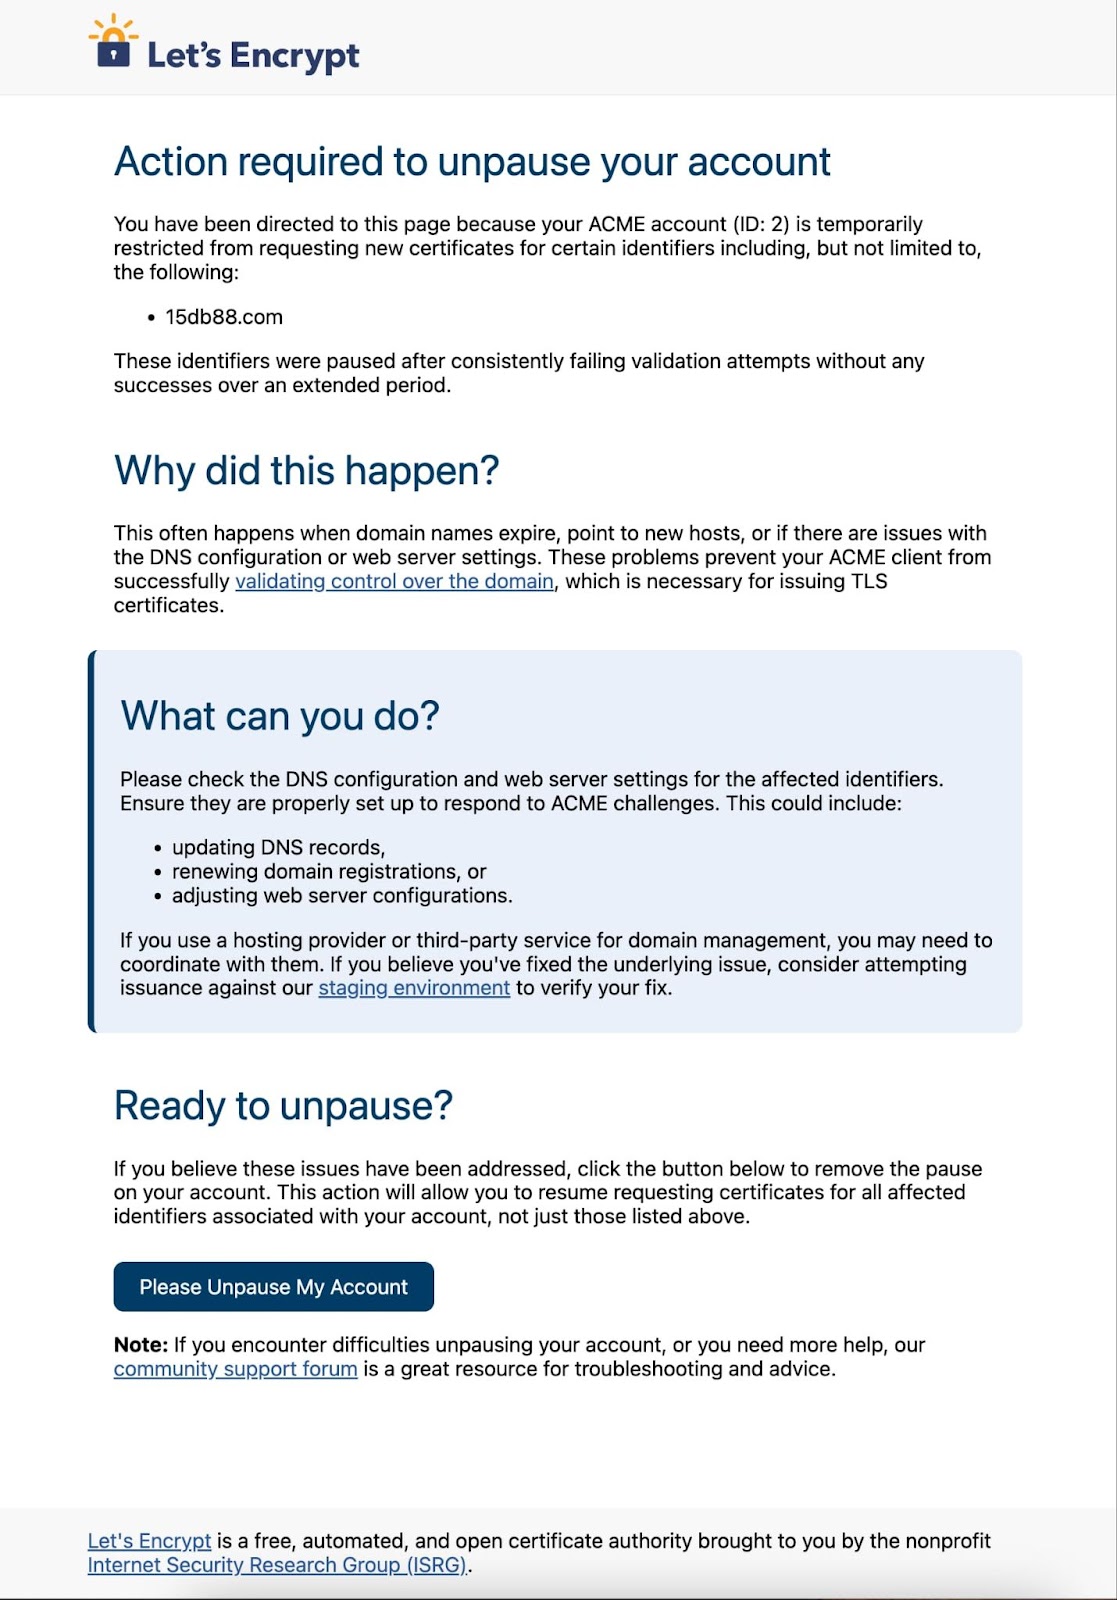 Let's Encrypt
Action required to unpause your account
You have been directed to this page because your ACME account (ID: 2) is temporarily
restricted from requesting new certificates for certain identifiers including, but not limited to,
the following:
• 15db88.com
These identifiers were paused after consistently failing validation attempts without any
successes over an extended period.
Why did this happen?
This often happens when domain names expire, point to new hosts, or if there are issues with
the DNS configuration or web server settings. These problems prevent your ACME client from
successfully validating control over the domain, which is necessary for issuing TLS
certificates.
What can you do?
Please check the DNS configuration and web server settings for the affected identifiers.
Ensure they are properly set up to respond to ACME challenges. This could include:
• updating DNS records,
• renewing domain registrations, or
• adjusting web server configurations.
If you use a hosting provider or third-party service for domain management, you may need to
coordinate with them. If you believe you've fixed the underlying issue, consider attempting
issuance against our staging environment to verify your fix.
Ready to unpause?
If you believe these issues have been addressed, click the button below to remove the pause
on your account. This action will allow you to resume requesting certificates for all affected
identifiers associated with your account, not just those listed above.
Please Unpause My Account
Note: If you encounter difficulties unpausing your account, or you need more help, our
community support forum is a great resource for troubleshooting and advice.
Let's Encrypt is a free, automated, and open certificate authority brought to you by the nonprofit
Internet Security Research Group (ISRG).